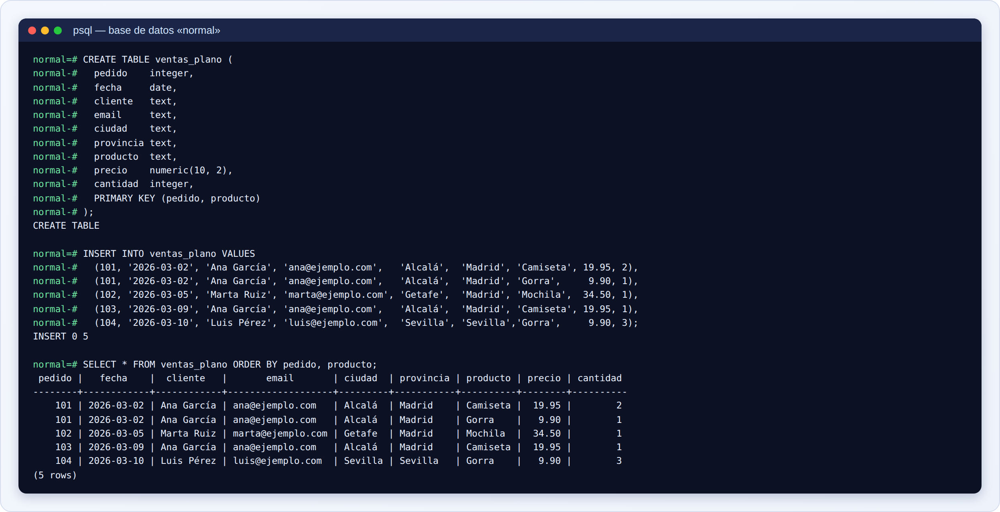 psql — base de datos «normal»
normal=# CREATE TABLE ventas_plano (
normal-#   pedido    integer,
normal-#   fecha     date,
normal-#   cliente   text,
normal-#   email     text,
normal-#   ciudad    text,
normal-#   provincia text,
normal-#   producto  text,
normal-#   precio    numeric(10, 2),
normal-#   cantidad  integer,
normal-#   PRIMARY KEY (pedido, producto)
normal-# );
CREATE TABLE
normal=# INSERT INTO ventas_plano VALUES
normal-#   (101, '2026-03-02', 'Ana García', 'ana@ejemplo.com',   'Alcalá',  'Madrid', 'Camiseta', 19.95, 2),
normal-#   (101, '2026-03-02', 'Ana García', 'ana@ejemplo.com',   'Alcalá',  'Madrid', 'Gorra',     9.90, 1),
normal-#   (102, '2026-03-05', 'Marta Ruiz', 'marta@ejemplo.com', 'Getafe',  'Madrid', 'Mochila',  34.50, 1),
normal-#   (103, '2026-03-09', 'Ana García', 'ana@ejemplo.com',   'Alcalá',  'Madrid', 'Camiseta', 19.95, 1),
normal-#   (104, '2026-03-10', 'Luis Pérez', 'luis@ejemplo.com',  'Sevilla', 'Sevilla','Gorra',     9.90, 3);
INSERT 0 5
normal=# SELECT * FROM ventas_plano ORDER BY pedido, producto;
 pedido |   fecha    |  cliente   |       email       | ciudad  | provincia | producto | precio | cantidad
--------+------------+------------+-------------------+---------+-----------+----------+--------+----------
    101 | 2026-03-02 | Ana García | ana@ejemplo.com   | Alcalá  | Madrid    | Camiseta |  19.95 |        2
    101 | 2026-03-02 | Ana García | ana@ejemplo.com   | Alcalá  | Madrid    | Gorra    |   9.90 |        1
    102 | 2026-03-05 | Marta Ruiz | marta@ejemplo.com | Getafe  | Madrid    | Mochila  |  34.50 |        1
    103 | 2026-03-09 | Ana García | ana@ejemplo.com   | Alcalá  | Madrid    | Camiseta |  19.95 |        1
    104 | 2026-03-10 | Luis Pérez | luis@ejemplo.com  | Sevilla | Sevilla   | Gorra    |   9.90 |        3
(5 rows)